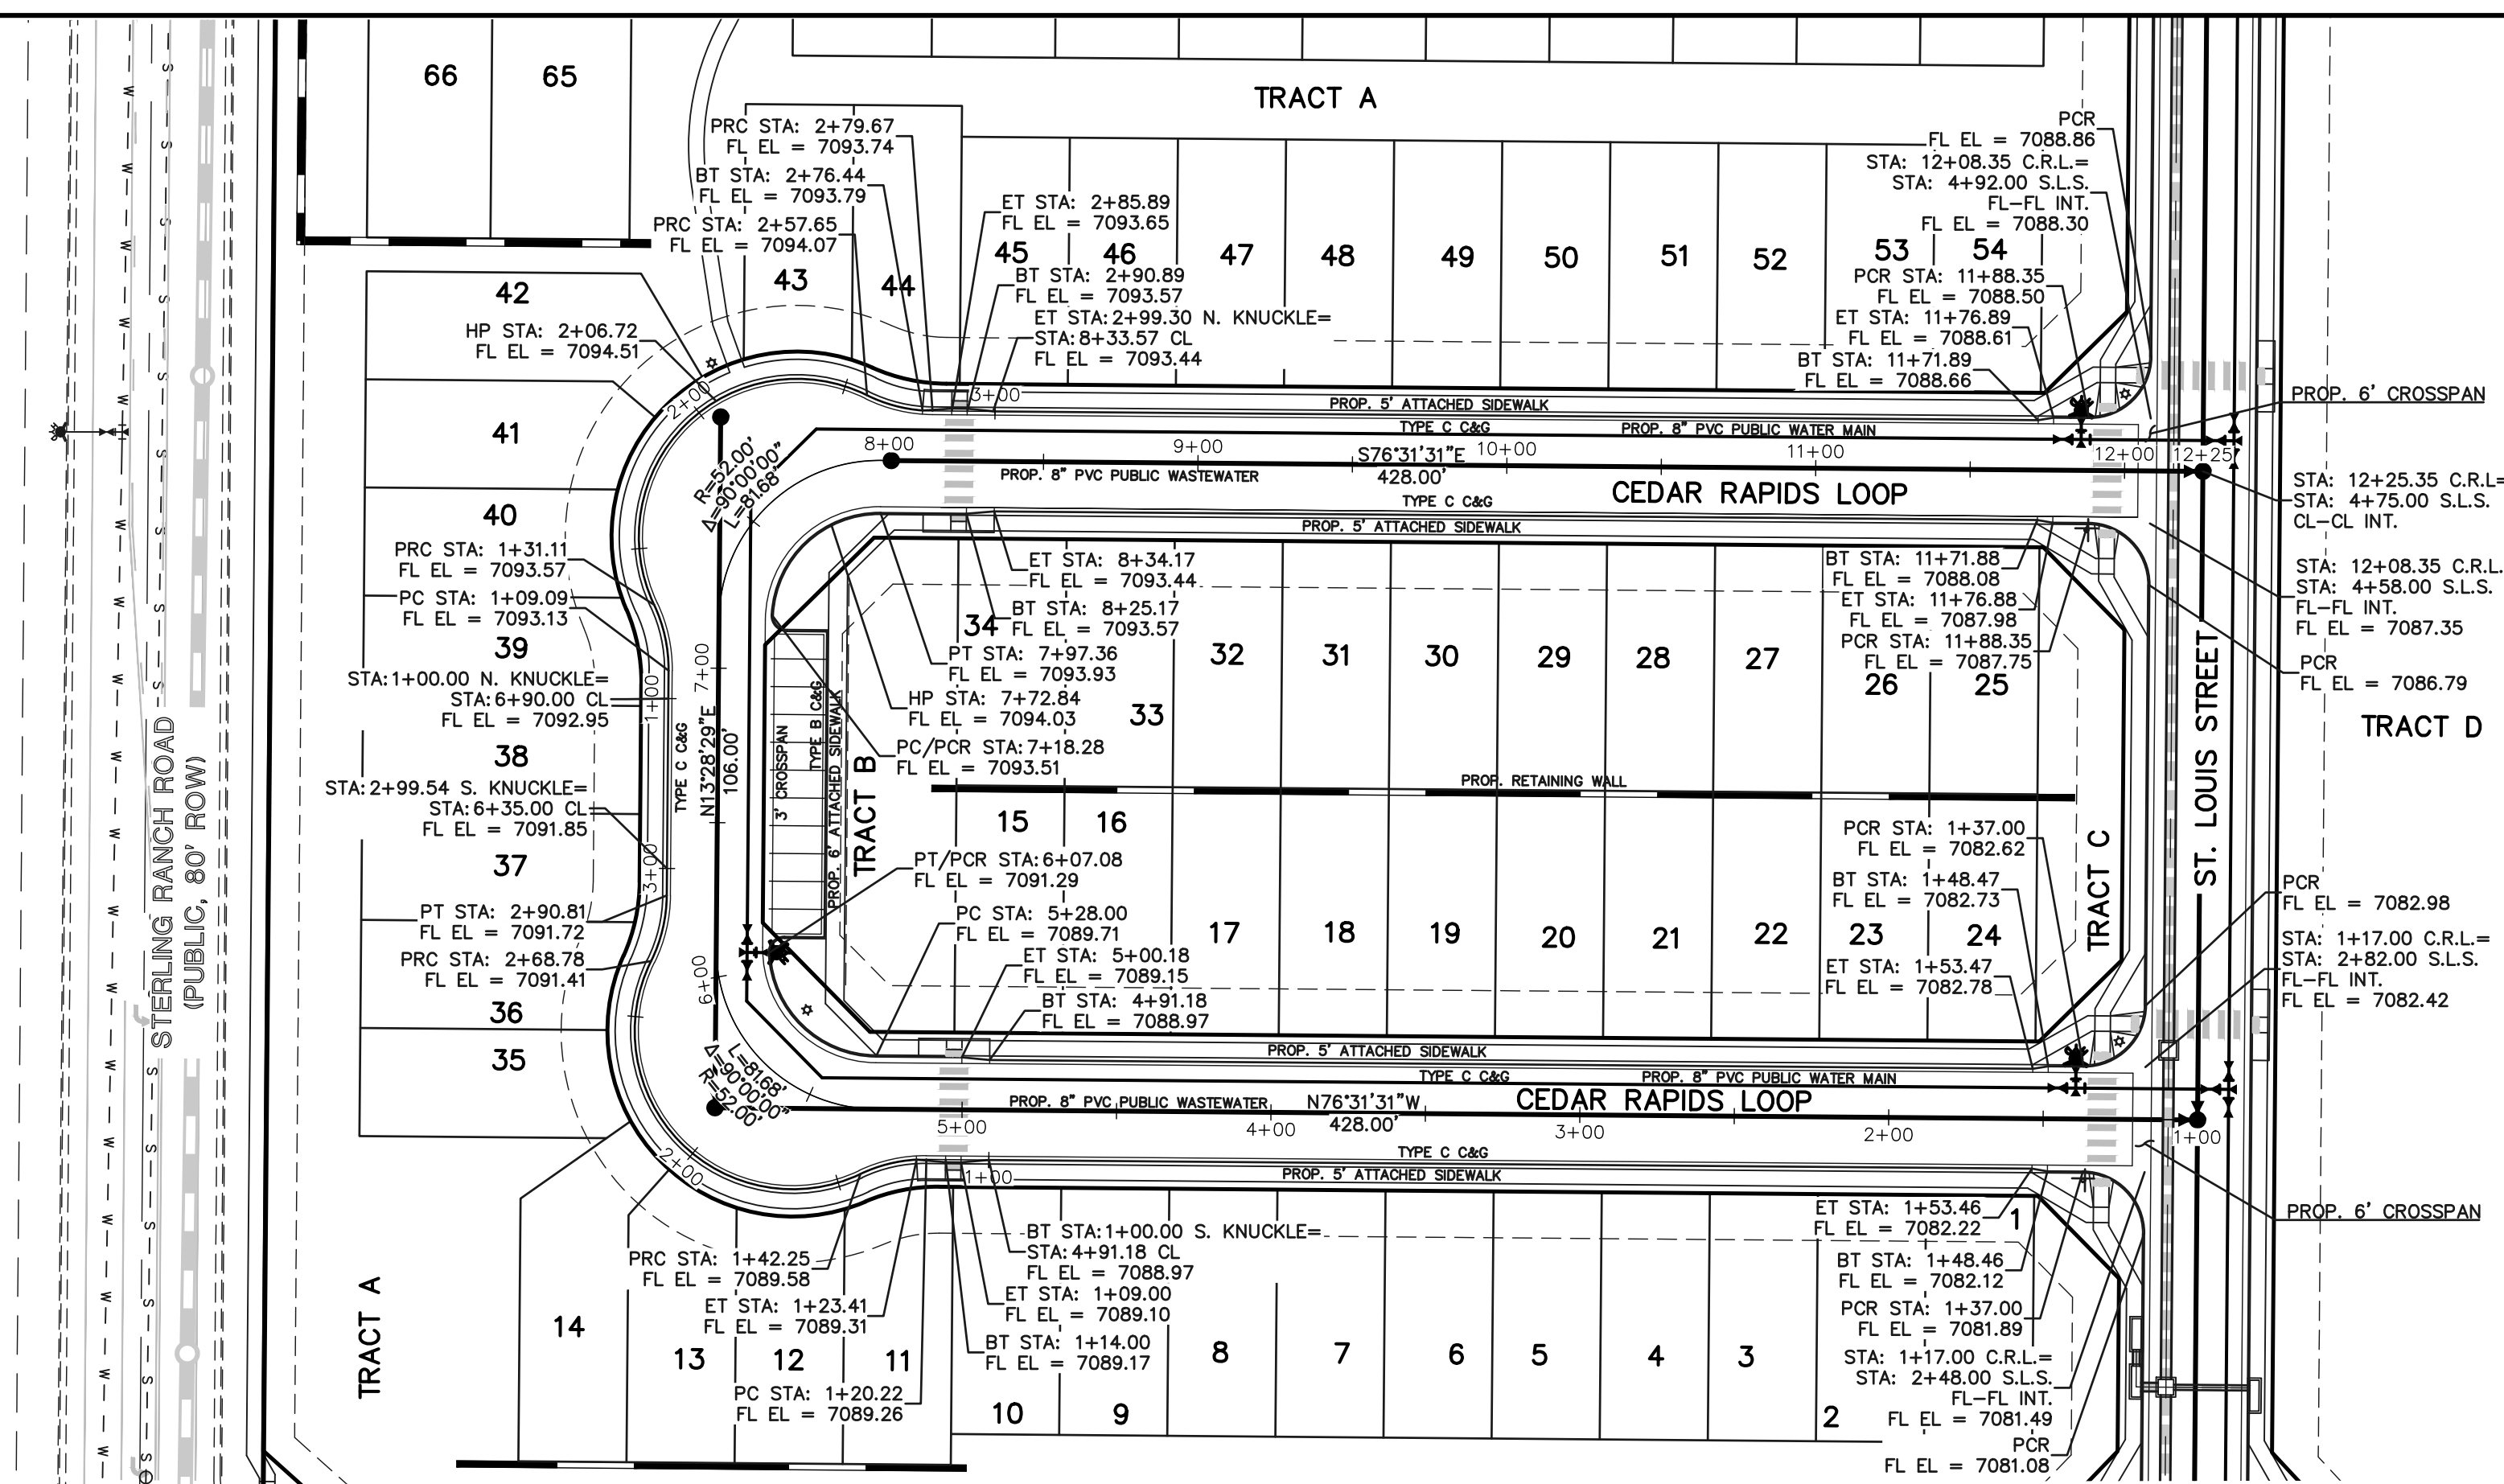 66
65
TRACT A
PRC STA: 2+79.67
FL EL = 7093.74
BT STA: 2+76.44
FL EL = 7093.79
PRC STA: 2+57.65
FL EL = 7094.07
ET STA: 2+85.89
FL EL = 7093.65
BT STA: 2+90.89
FL EL = 7093.57
ET STA:2+99.30 N. KNUCKLE=
STA:8+33.57 CL
FL EL = 7093.44
43
44
45
46
47
48
49
50
51
52
53
54
PCR
FL EL = 7088.86
STA: 12+08.35 C.R.L=
STA: 4+92.00 S.L.S.
FL-FL INT.
FL EL = 7088.30
PCR STA: 11+88.35
FL EL = 7088.50
ET STA: 11+76.89
FL EL = 7088.61
BT STA: 11+71.89
FL EL = 7088.66
42
HP STA: 2+06.72
FL EL = 7094.51
41
40
PRC STA: 1+31.11
FL EL = 7093.57
PC STA: 1+09.09
FL EL = 7093.13
39
STA:1+00.00 N. KNUCKLE=
STA:6+90.00 CL
FL EL = 7092.95
38
STA:2+99.54 S. KNUCKLE=
STA:6+35.00 CL
FL EL = 7091.85
37
PT STA: 2+90.81
FL EL = 7091.72
PRC STA: 2+68.78
FL EL = 7091.41
36
35
STERLING RANCH ROAD
(PUBLIC, 80' ROW)
2+00
1+00
3+00
2+00
3+00
PROP. 5' ATTACHED SIDEWALK
TYPE C C&G
PROP. 8" PVC PUBLIC WATER MAIN
8+00
9+00
10+00
11+00
12+00
12+25
S76°31'31"E
428.00'
PROP. 8" PVC PUBLIC WASTEWATER
CEDAR RAPIDS LOOP
TYPE C C&G
PROP. 5' ATTACHED SIDEWALK
R=52.00'
Δ=90°00'00"
L=81.68'
PROP. 6' CROSSPAN
STA: 12+25.35 C.R.L=
STA: 4+75.00 S.L.S.
CL-CL INT.
STA: 12+08.35 C.R.L.
STA: 4+58.00 S.L.S.
FL-FL INT.
FL EL = 7087.35
PCR
FL EL = 7086.79
TRACT D
ST. LOUIS STREET
ET STA: 8+34.17
FL EL = 7093.44
BT STA: 8+25.17
FL EL = 7093.57
34
PT STA: 7+97.36
FL EL = 7093.93
HP STA: 7+72.84
FL EL = 7094.03
PC/PCR STA:7+18.28
FL EL = 7093.51
33
32
31
30
29
28
27
26
25
BT STA: 11+71.88
FL EL = 7088.08
ET STA: 11+76.88
FL EL = 7087.98
PCR STA: 11+88.35
FL EL = 7087.75
TYPE C C&G
N13°28'29"E
106.00'
7+00
6+00
3' CROSSPAN
TYPE B C&G
PROP. 6' ATTACHED SIDEWALK
TRACT B
PROP. RETAINING WALL
TRACT C
15
16
PT/PCR STA:6+07.08
FL EL = 7091.29
PC STA: 5+28.00
FL EL = 7089.71
ET STA: 5+00.18
FL EL = 7089.15
BT STA: 4+91.18
FL EL = 7088.97
17
18
19
20
21
22
23
24
PCR STA: 1+37.00
FL EL = 7082.62
BT STA: 1+48.47
FL EL = 7082.73
ET STA: 1+53.47
FL EL = 7082.78
PCR
FL EL = 7082.98
STA: 1+17.00 C.R.L.=
STA: 2+82.00 S.L.S.
FL-FL INT.
FL EL = 7082.42
L=81.68'
Δ=90°00'00"
R=52.00'
PROP. 5' ATTACHED SIDEWALK
TYPE C C&G
PROP. 8" PVC PUBLIC WATER MAIN
PROP. 8" PVC PUBLIC WASTEWATER
N76°31'31"W
428.00'
CEDAR RAPIDS LOOP
5+00
4+00
3+00
2+00
1+00
TYPE C C&G
PROP. 5' ATTACHED SIDEWALK
1+00
PROP. 6' CROSSPAN
BT STA:1+00.00 S. KNUCKLE=
STA:4+91.18 CL
FL EL = 7088.97
ET STA: 1+09.00
FL EL = 7089.10
BT STA: 1+14.00
FL EL = 7089.17
PRC STA: 1+42.25
FL EL = 7089.58
ET STA: 1+23.41
FL EL = 7089.31
PC STA: 1+20.22
FL EL = 7089.26
TRACT A
14
13
12
11
10
9
8
7
6
5
4
3
2
1
ET STA: 1+53.46
FL EL = 7082.22
BT STA: 1+48.46
FL EL = 7082.12
PCR STA: 1+37.00
FL EL = 7081.89
STA: 1+17.00 C.R.L.=
STA: 2+48.00 S.L.S.
FL-FL INT.
FL EL = 7081.49
PCR
FL EL = 7081.08